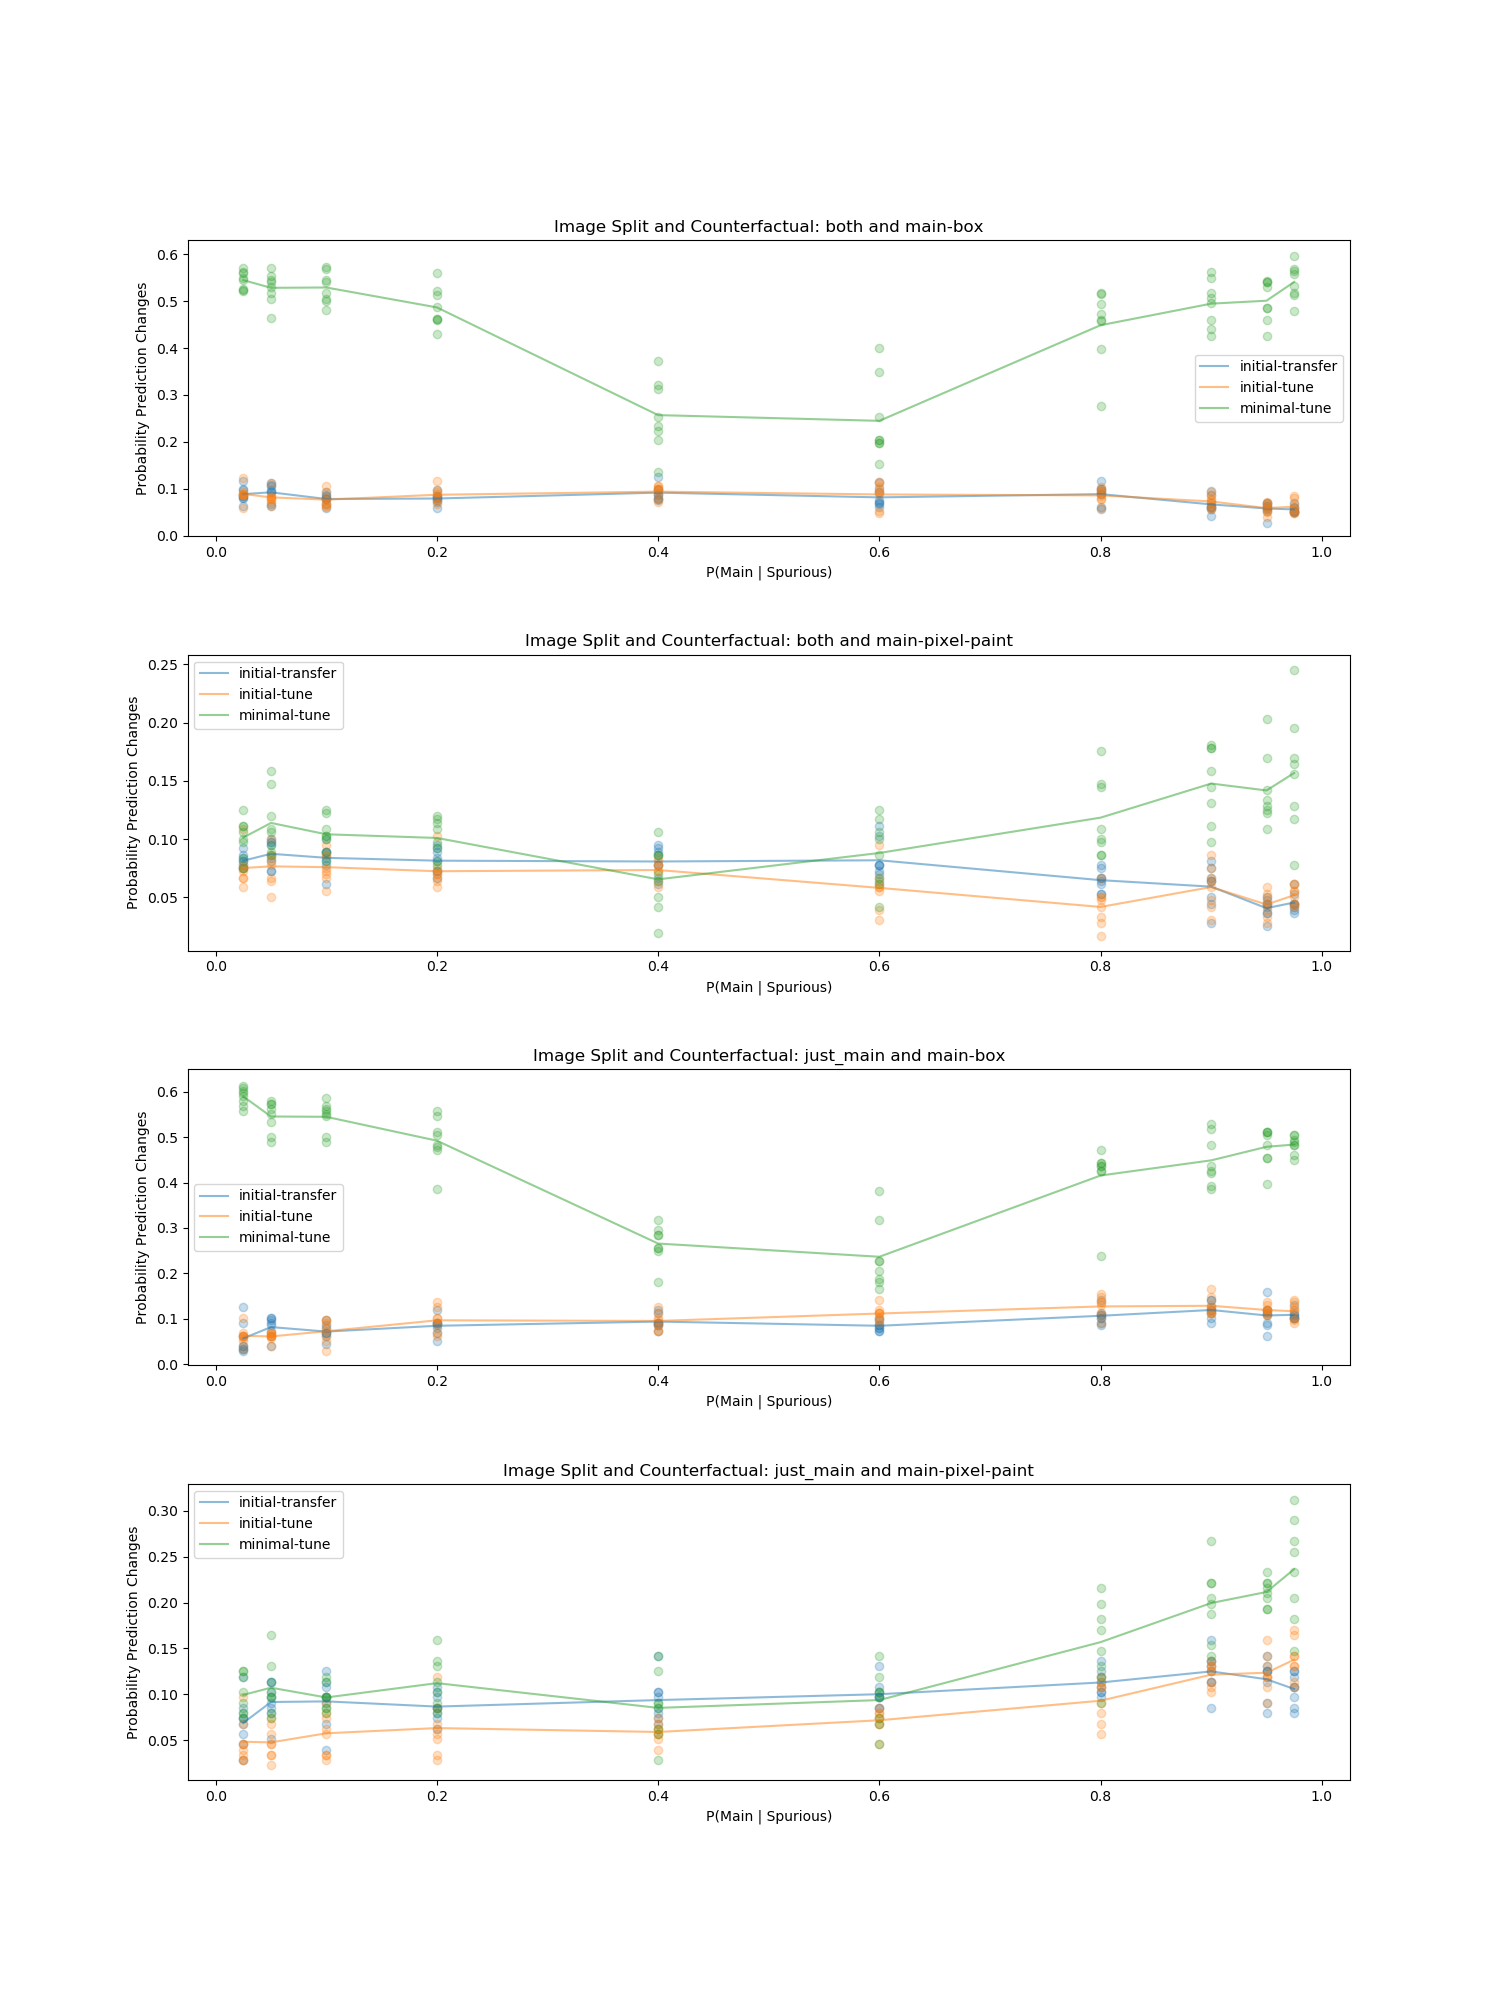 Image Split and Counterfactual: both and main-box
Probability Prediction Changes
0.6
0.5
0.4
0.3
0.2
0.1
0.0
initial-transfer
initial-tune
minimal-tune
0.0 0.2 0.4 0.6 0.8 1.0
P(Main | Spurious)
Image Split and Counterfactual: both and main-pixel-paint
Probability Prediction Changes
0.25
0.20
0.15
0.10
0.05
initial-transfer
initial-tune
minimal-tune
0.0 0.2 0.4 0.6 0.8 1.0
P(Main | Spurious)
Image Split and Counterfactual: just_main and main-box
Probability Prediction Changes
0.6
0.5
0.4
0.3
0.2
0.1
0.0
initial-transfer
initial-tune
minimal-tune
0.0 0.2 0.4 0.6 0.8 1.0
P(Main | Spurious)
Image Split and Counterfactual: just_main and main-pixel-paint
Probability Prediction Changes
0.30
0.25
0.20
0.15
0.10
0.05
initial-transfer
initial-tune
minimal-tune
0.0 0.2 0.4 0.6 0.8 1.0
P(Main | Spurious)